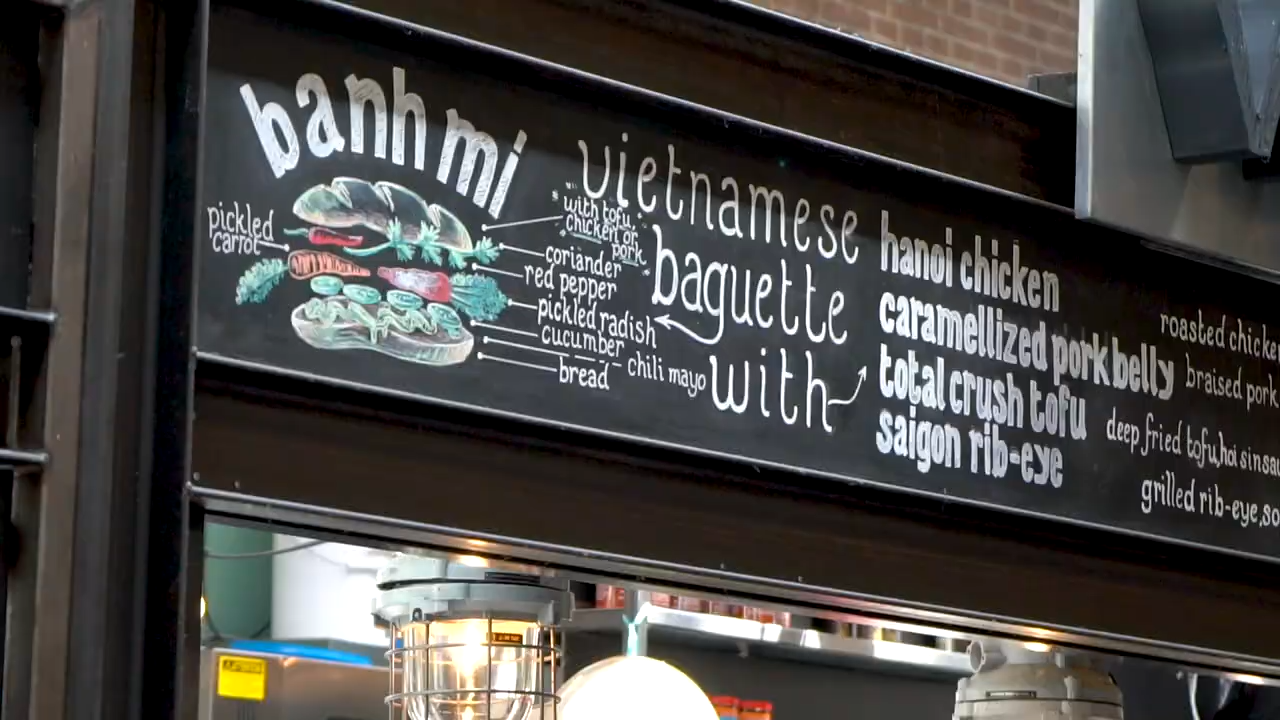 banh mi
pickled
carrot
with tofu,
chicken or
pork
coriander
red pepper
pickled radish
cucumber
chili mayo
bread
vietnamese
baguette
with
hanoi chicken
caramellized pork belly
total crush tofu
saigon rib-eye
roasted chicken
braised pork
deep fried tofu, hoi sin
grilled rib-eye,